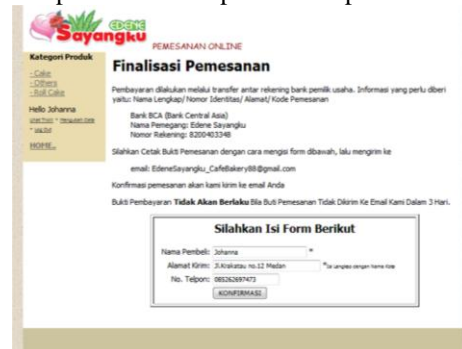 Sayangku EDENE
PEMESANAN ONLINE
Kategori Produk
- Cake
- Others
- Roll Cake
Hello Johanna
HOME..
Finalisasi Pemesanan
Pembayaran dilakukan melalui transfer antar rekening bank pemilik usaha. Informasi yang perlu diberi
yaitu: Nama Lengkap/ Nomor Identitas/ Alamat/ Kode Pemesanan
Bank BCA (Bank Central Asia)
Nama Pemegang: Edene Sayangku
Nomor Rekening: 8200403348
Silahkan Cetak Bukti Pemesanan dengan cara mengisi form dibawah, lalu mengirim ke
email: EdeneSayangku_CafeBakery88@gmail.com
Konfirmasi pemesanan akan kami kirim ke email Anda
Bukti Pembayaran Tidak Akan Berlaku Bila Buti Pemesanan Tidak Dikirim Ke Email Kami Dalam 3 Hari.
Silahkan Isi Form Berikut
Nama Pembeli: Johanna *
Alamat Kirim: Jl.Krakatau no.12 Medan *
No. Telpon: 085262697473
KONFIRMASI